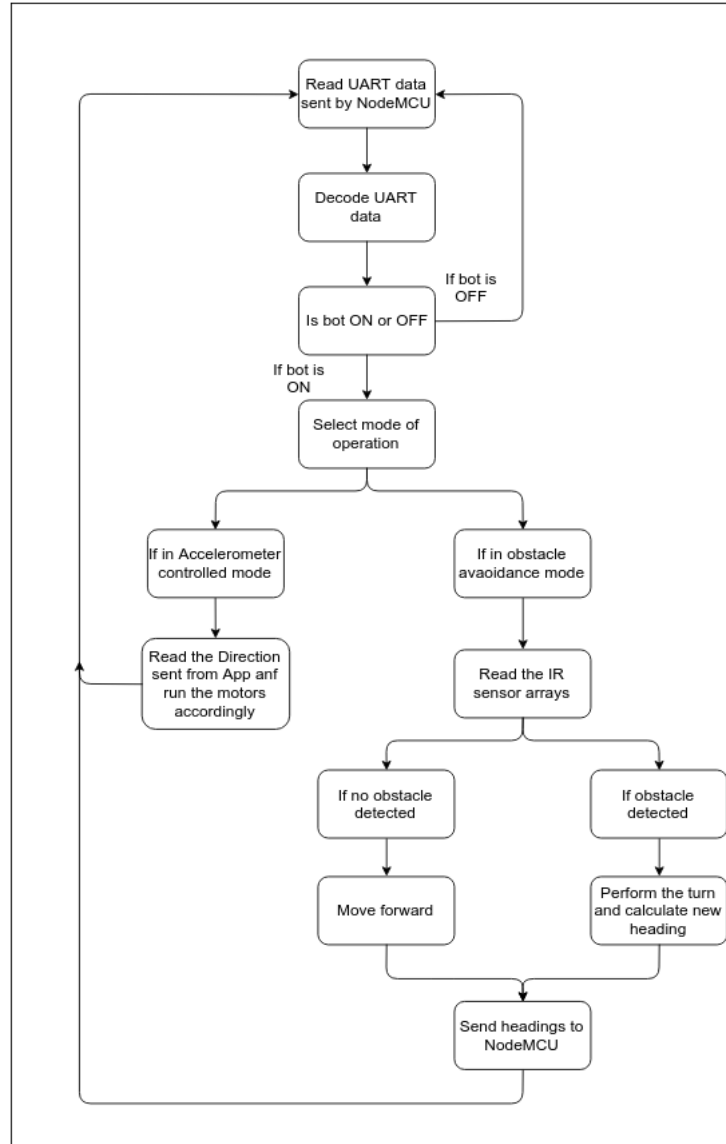 Read UART data
sent by NodeMCU
Decode UART
data
If bot is
OFF
Is bot ON or OFF
If bot is
ON
Select mode of
operation
If in Accelerometer
controlled mode
If in obstacle
avaoidance mode
Read the Direction
sent from App anf
run the motors
accordingly
Read the IR
sensor arrays
If no obstacle
detected
If obstacle
detected
Move forward
Perform the turn
and calculate new
heading
Send headings to
NodeMCU